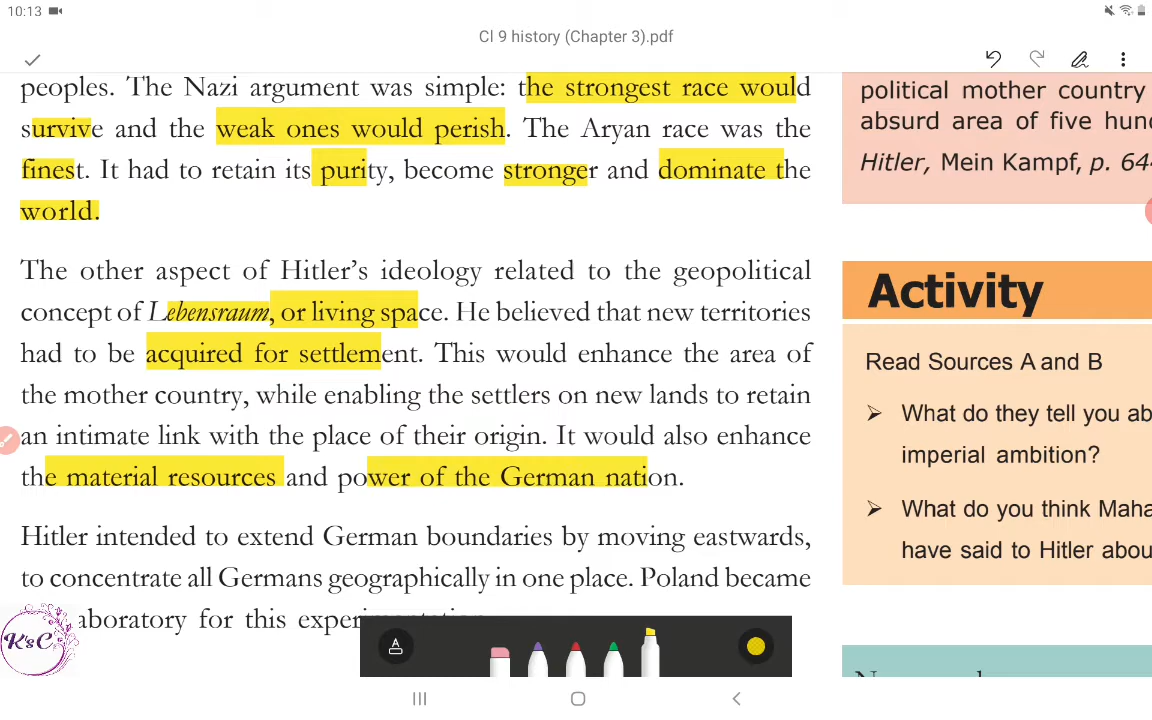 10:13
Cl 9 history (Chapter 3).pdf
peoples. The Nazi argument was simple: the strongest race would
survive and the weak ones would perish. The Aryan race was the
finest. It had to retain its purity, become stronger and dominate the
world.
The other aspect of Hitler's ideology related to the geopolitical
concept of Lebensraum, or living space. He believed that new territories
had to be acquired for settlement. This would enhance the area of
the mother country, while enabling the settlers on new lands to retain
an intimate link with the place of their origin. It would also enhance
the material resources and power of the German nation.
Hitler intended to extend German boundaries by moving eastwards,
to concentrate all Germans geographically in one place. Poland became
aboratory for this
K's C
political mother country
absurd area of five hun
Hitler, Mein Kampf, p. 64
Activity
Read Sources A and B
➢ What do they tell you ab
imperial ambition?
➢ What do you think Maha
have said to Hitler abou